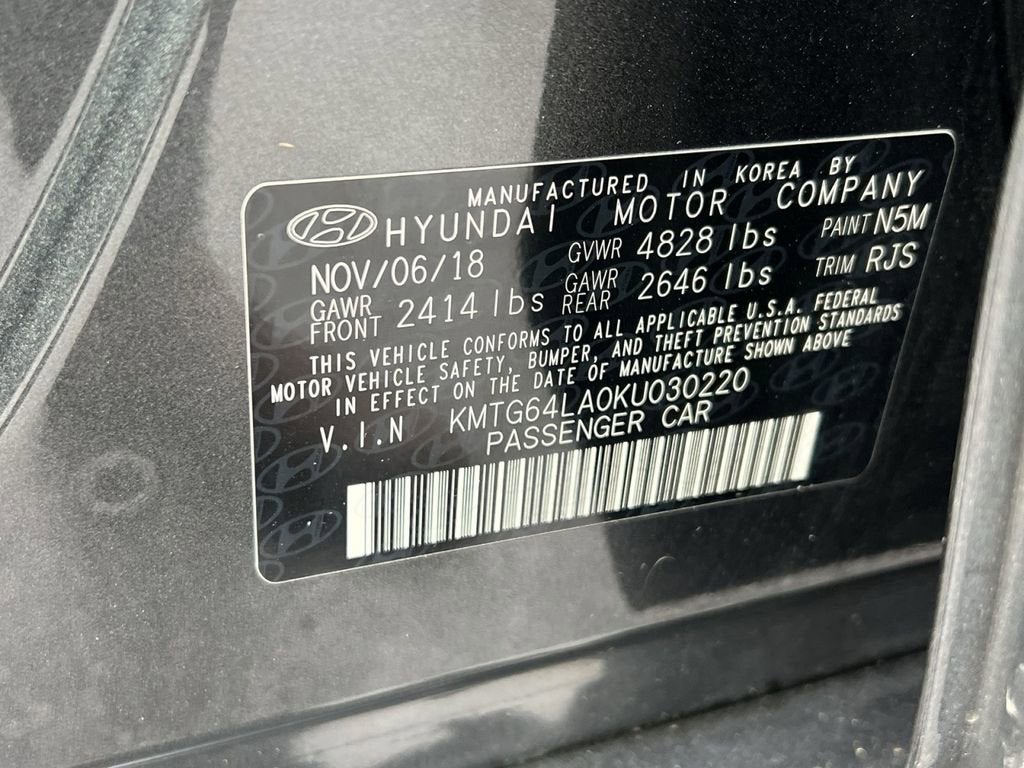 MANUFACTURED IN KOREA BY
HYUNDAI MOTOR COMPANY
NOV/06/18 GVWR 4828 lbs PAINT N5M
GAWR FRONT 2414 lbs GAWR REAR 2646 lbs TRIM RJS
THIS VEHICLE CONFORMS TO ALL APPLICABLE U.S.A. FEDERAL
MOTOR VEHICLE SAFETY, BUMPER, AND THEFT PREVENTION STANDARDS
IN EFFECT ON THE DATE OF MANUFACTURE SHOWN ABOVE
V.I.N KMTG64LA0KU030220
PASSENGER CAR